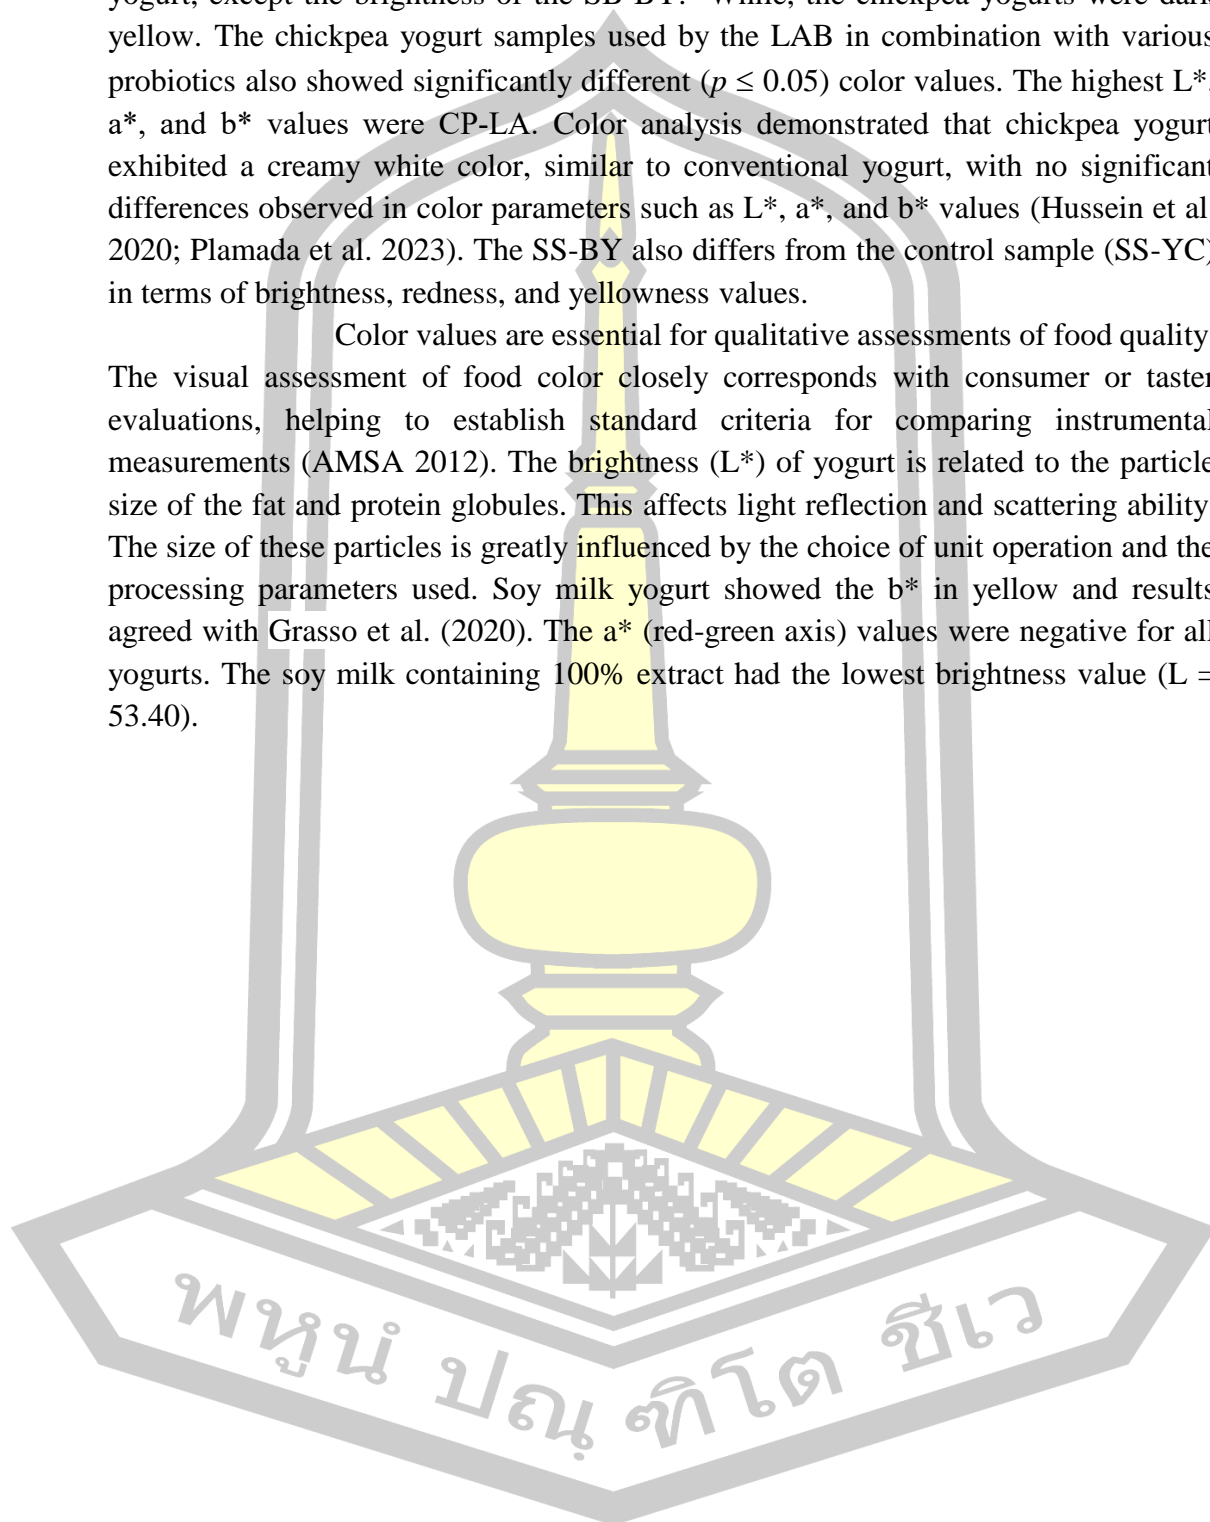 yogurt, except the brightness of the SB-BY. While, the chickpea yogurts were dark
yellow. The chickpea yogurt samples used by the LAB in combination with various
probiotics also showed significantly different (p ≤ 0.05) color values. The highest L*,
a*, and b* values were CP-LA. Color analysis demonstrated that chickpea yogurt
exhibited a creamy white color, similar to conventional yogurt, with no significant
differences observed in color parameters such as L*, a*, and b* values (Hussein et al
2020; Plamada et al. 2023). The SS-BY also differs from the control sample (SS-YC)
in terms of brightness, redness, and yellowness values.
Color values are essential for qualitative assessments of food quality
The visual assessment of food color closely corresponds with consumer or taster
evaluations, helping to establish standard criteria for comparing instrumental
measurements (AMSA 2012). The brightness (L*) of yogurt is related to the particle
size of the fat and protein globules. This affects light reflection and scattering ability
The size of these particles is greatly influenced by the choice of unit operation and the
processing parameters used. Soy milk yogurt showed the b* in yellow and results
agreed with Grasso et al. (2020). The a* (red-green axis) values were negative for all
yogurts. The soy milk containing 100% extract had the lowest brightness value (L =
53.40).
พหูนํ ปณฺฑิโต ชีเว